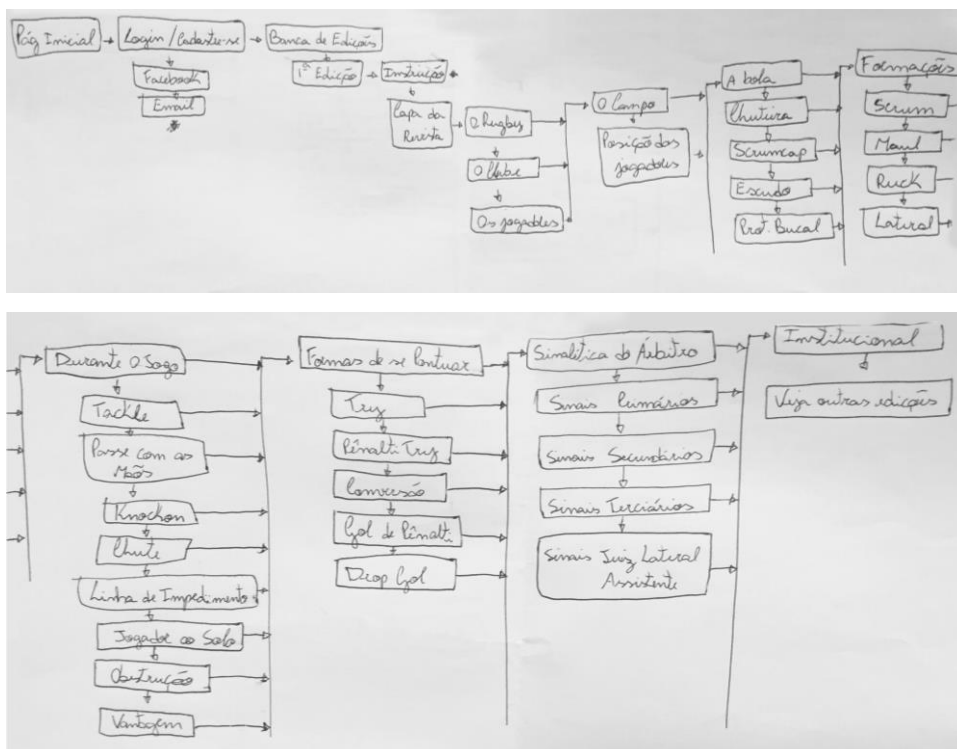 Pág Inicial
Login / Cadastre-se
Facebook
Email
Banca de Edições
1ª Edição
Instrução
Capa da
Revista
O Rugby
O Clube
Os jogadores
O Campo
Posição dos
jogadores
A bola
Chuteira
Scrumcap
Escudo
Prot. Bucal
Formações
Scrum
Maul
Ruck
Lateral
Durante O Jogo
Tackle
Passe com as
Mãos
Knockon
Chute
Linha de Impedimento
Jogador ao Solo
Obstrução
Vantagem
Formas de se Pontuar
Try
Pênalti Try
Conversão
Gol de Pênalti
Drop Gol
Sinalítica do Árbitro
Sinais Primários
Sinais Secundários
Sinais Terciários
Sinais Juiz Lateral
Assistente
Institucional
Veja outras edições